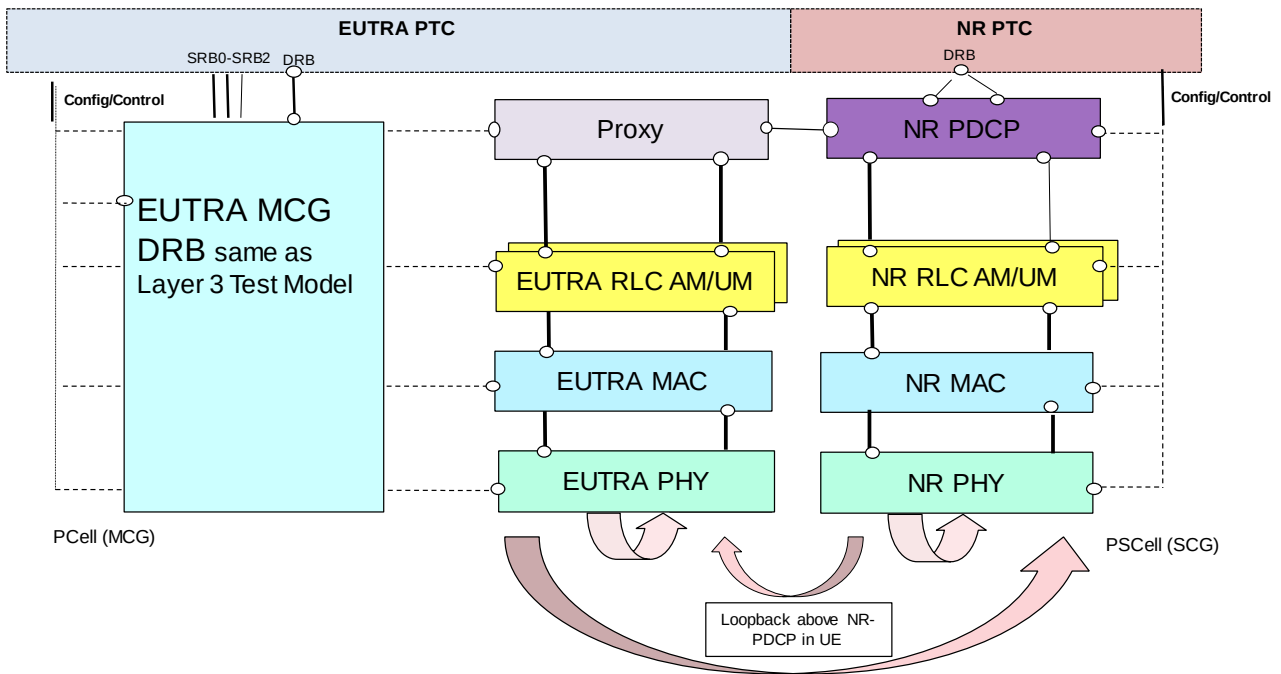 EUTRA PTC
NR PTC
SRB0-SRB2
DRB
DRB
Config/Control
Config/Control
Proxy
NR PDCP
EUTRA MCG
DRB same as
Layer 3 Test Model
EUTRA RLC AM/UM
NR RLC AM/UM
EUTRA MAC
NR MAC
EUTRA PHY
NR PHY
PCell (MCG)
PSCell (SCG)
Loopback above NR-
PDCP in UE